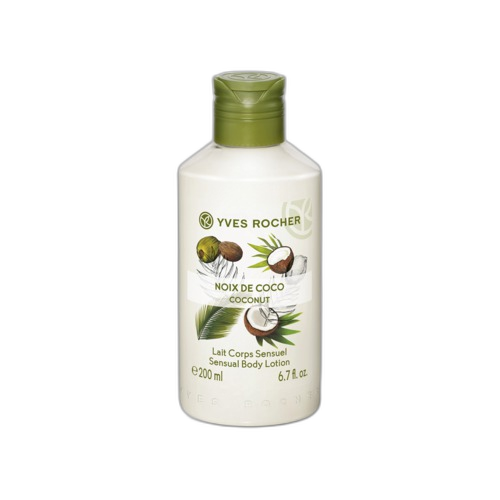 YVES ROCHER
NOIX DE COCO
COCONUT
Lait Corps Sensuel
Sensual Body Lotion
℮200 ml 6.7 fl. oz.